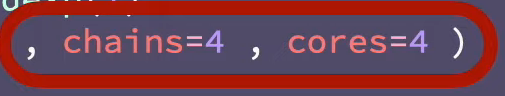 , chains=4 , cores=4 )